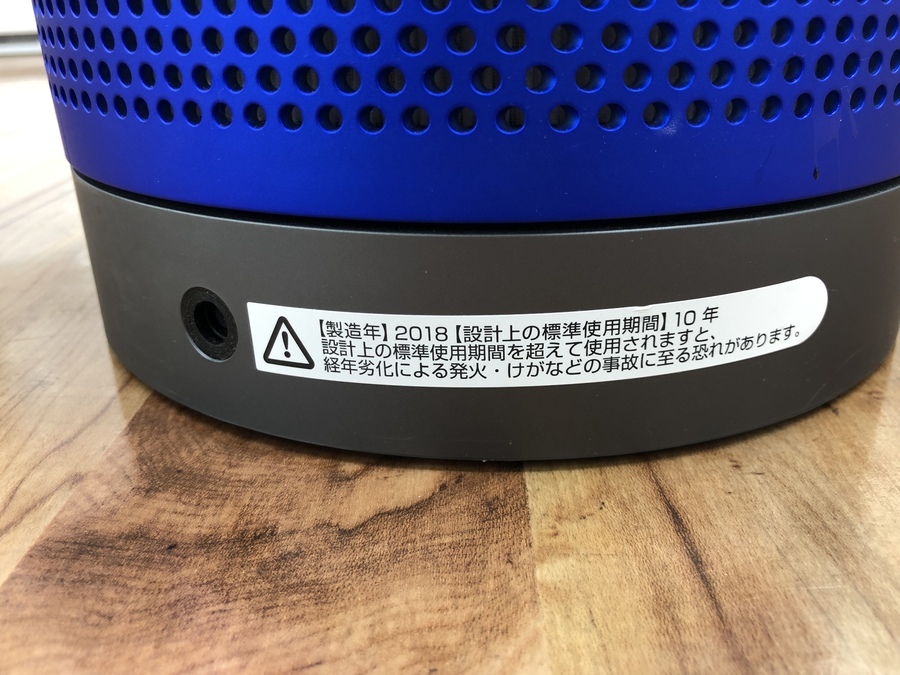 【製造年】2018【設計上の標準使用期間】10 年
設計上の標準使用期間を超えて使用されますと、
経年劣化による発火・けがなどの事故に至る恐れがあります。